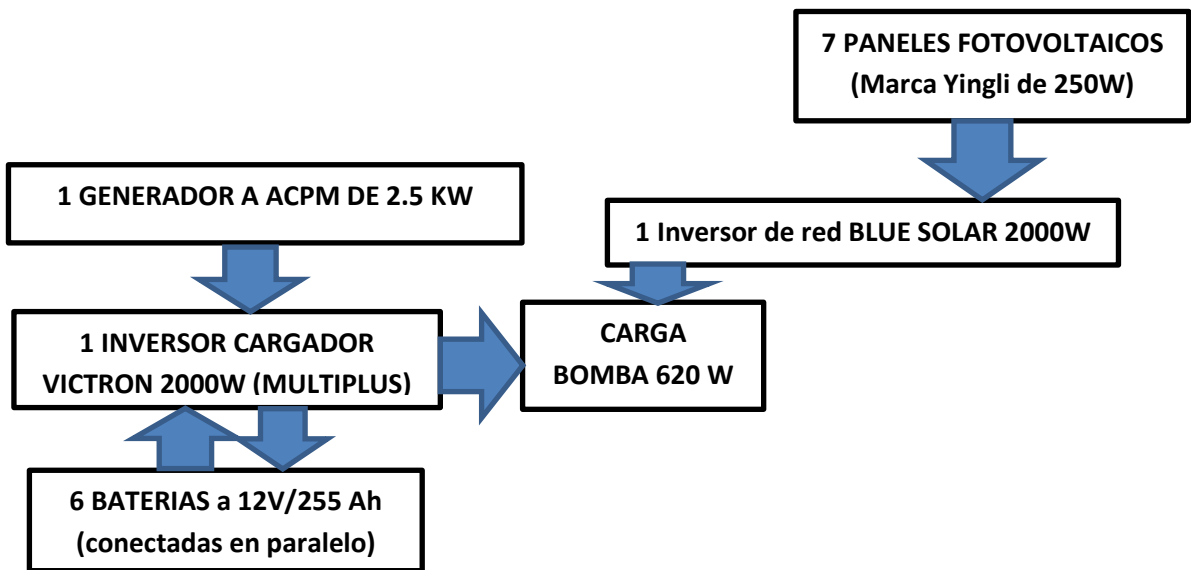 7 PANELES FOTOVOLTAICOS
(Marca Yingli de 250W)
1 GENERADOR A ACPM DE 2.5 KW
1 Inversor de red BLUE SOLAR 2000W
1 INVERSOR CARGADOR
VICTRON 2000W (MULTIPLUS)
CARGA
BOMBA 620 W
6 BATERIAS a 12V/255 Ah
(conectadas en paralelo)